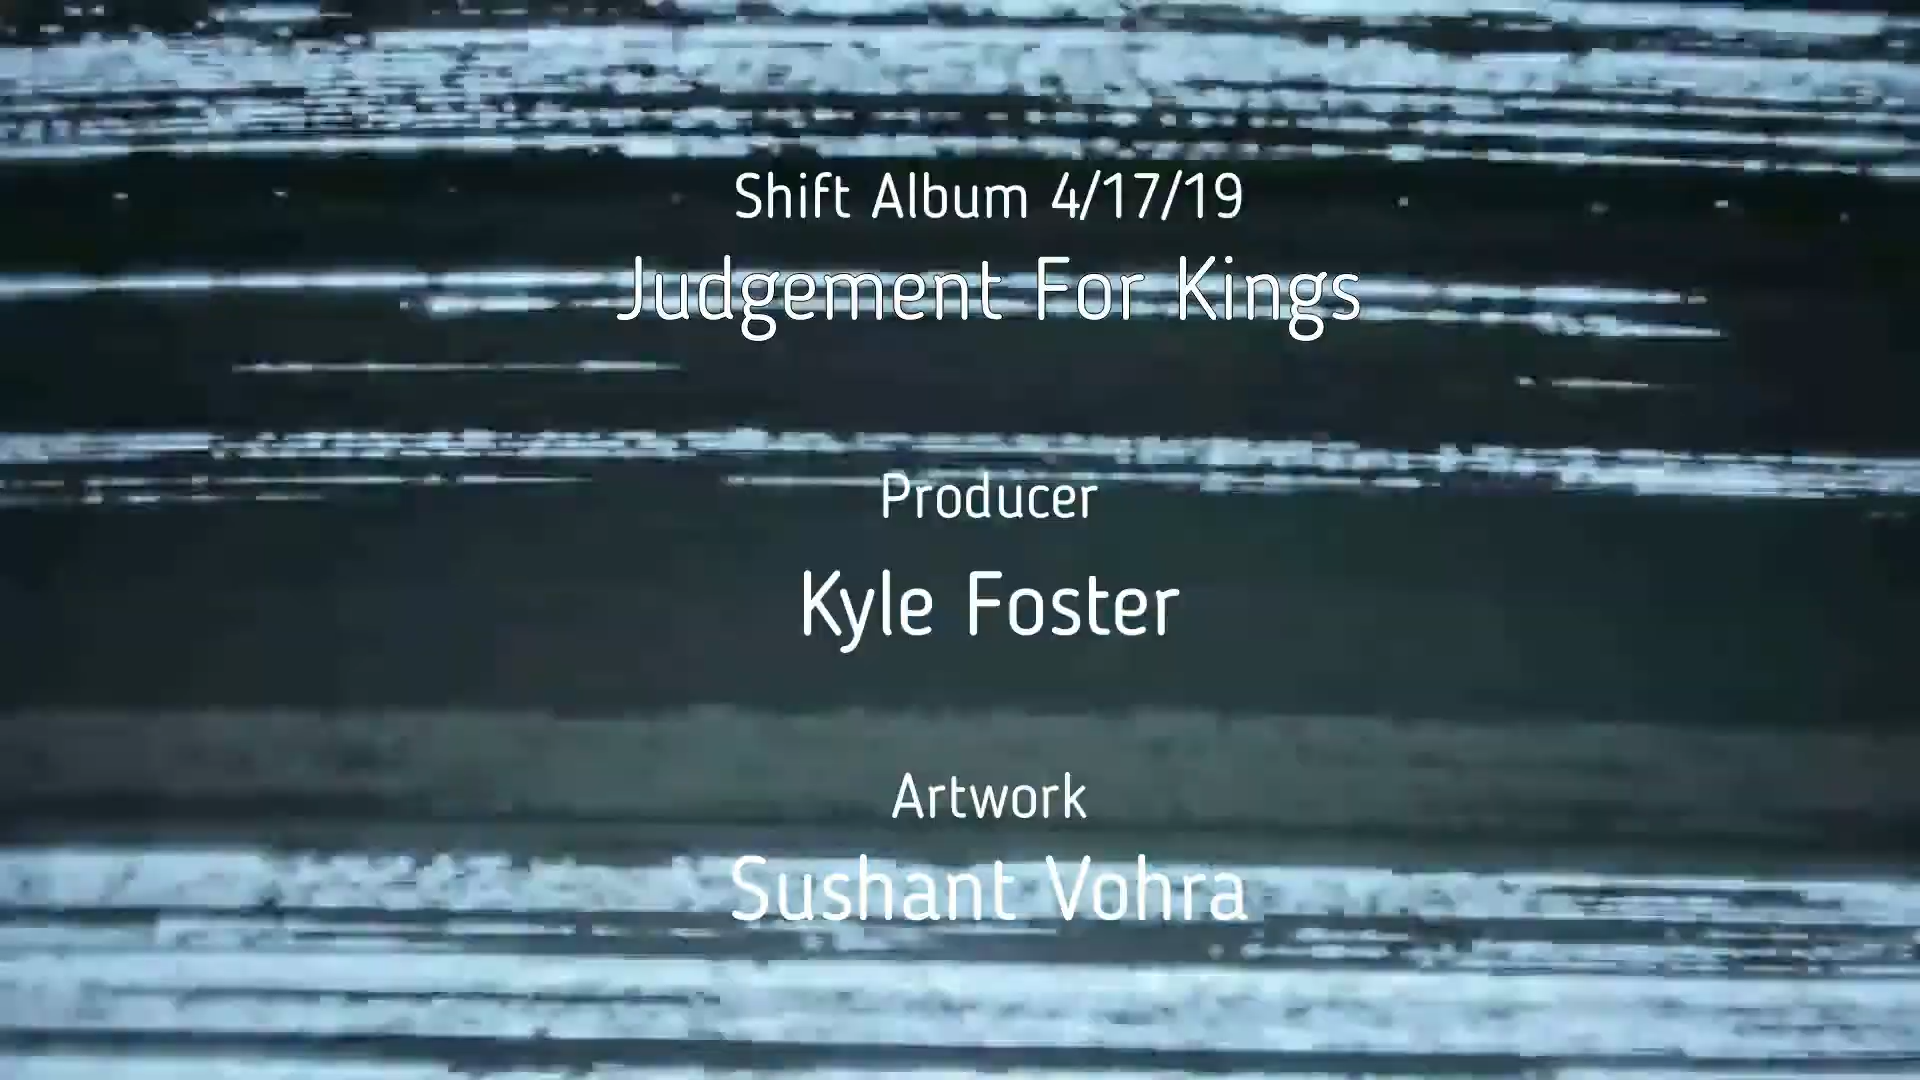 Shift Album 4/17/19
Judgement For Kings
Producer
Kyle Foster
Artwork
Sushant Vohra